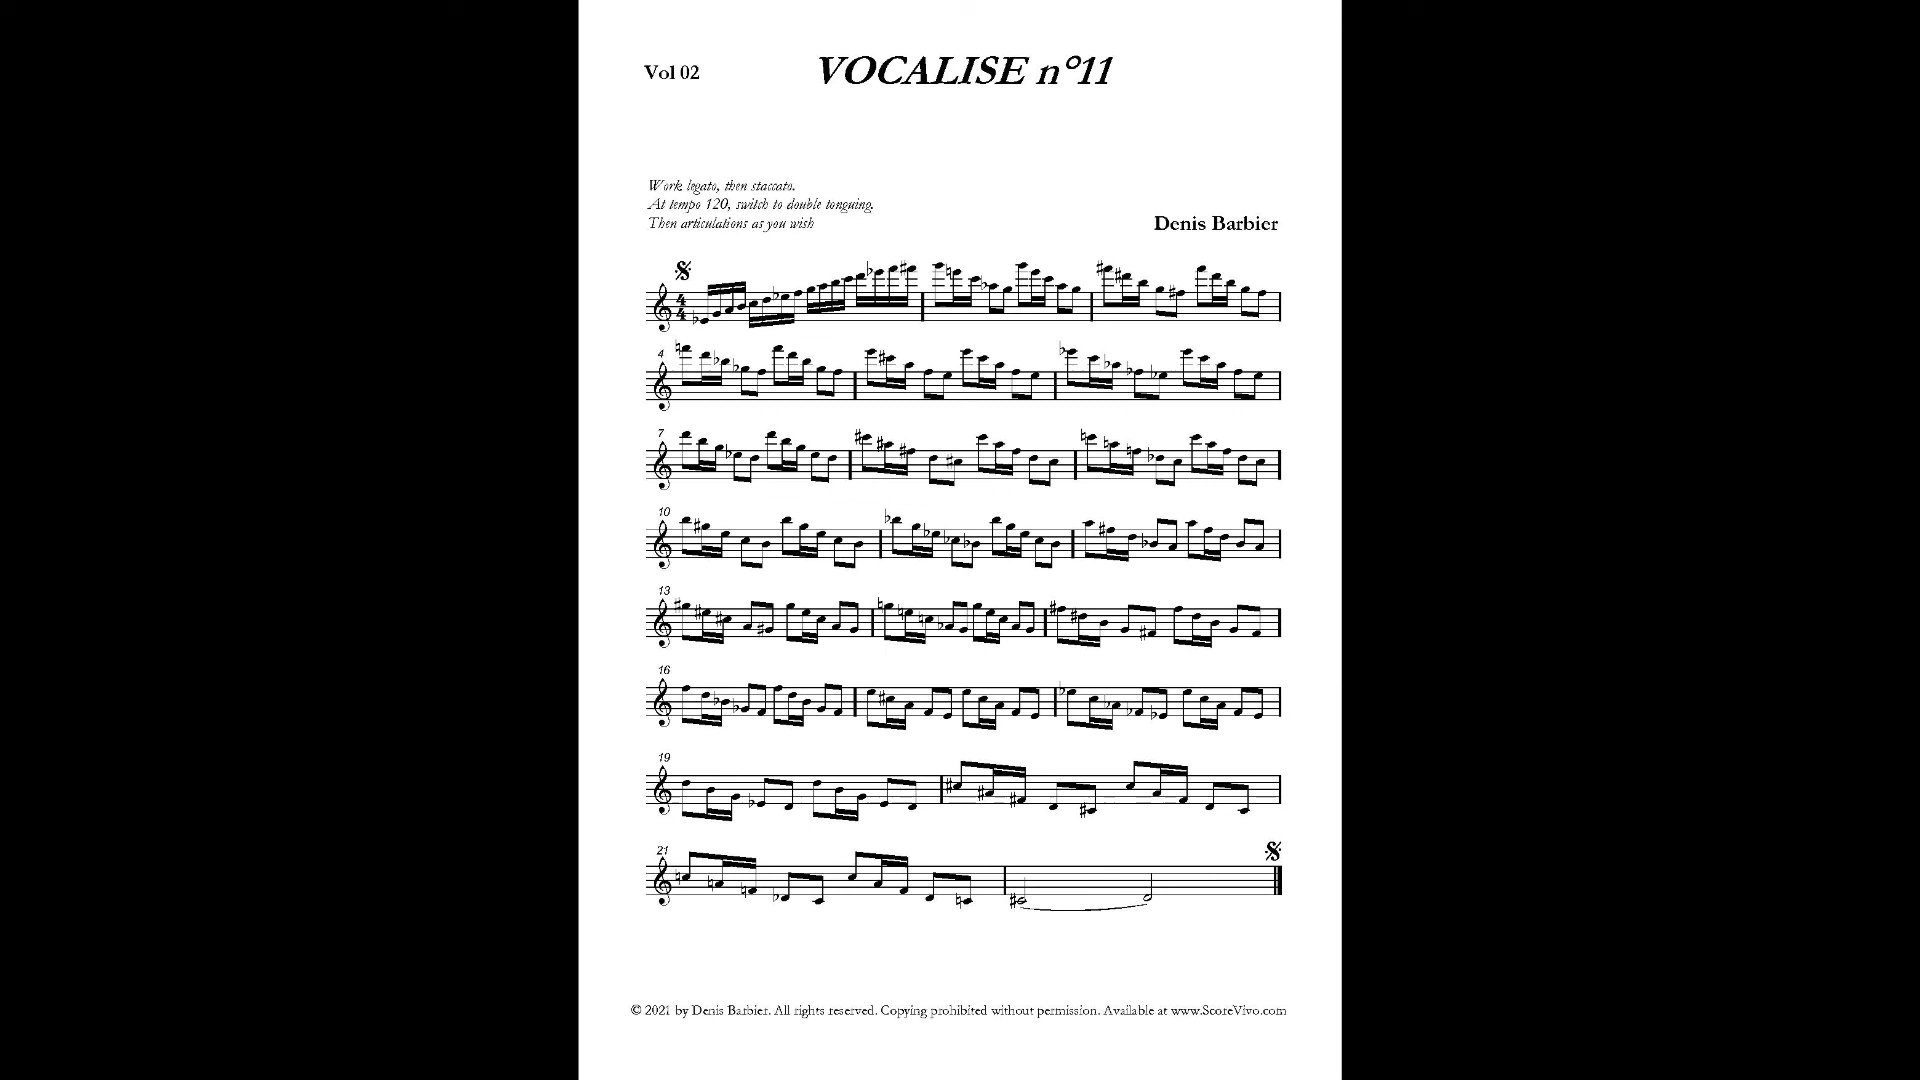 Vol 02
VOCALISE n°11
Work legato, then staccato.
At tempo 120, switch to double tonguing.
Then articulations as you wish
Denis Barbier
4
4
4
7
10
13
16
19
21
© 2021 by Denis Barbier. All rights reserved. Copying prohibited without permission. Available at www.ScoreVivo.com